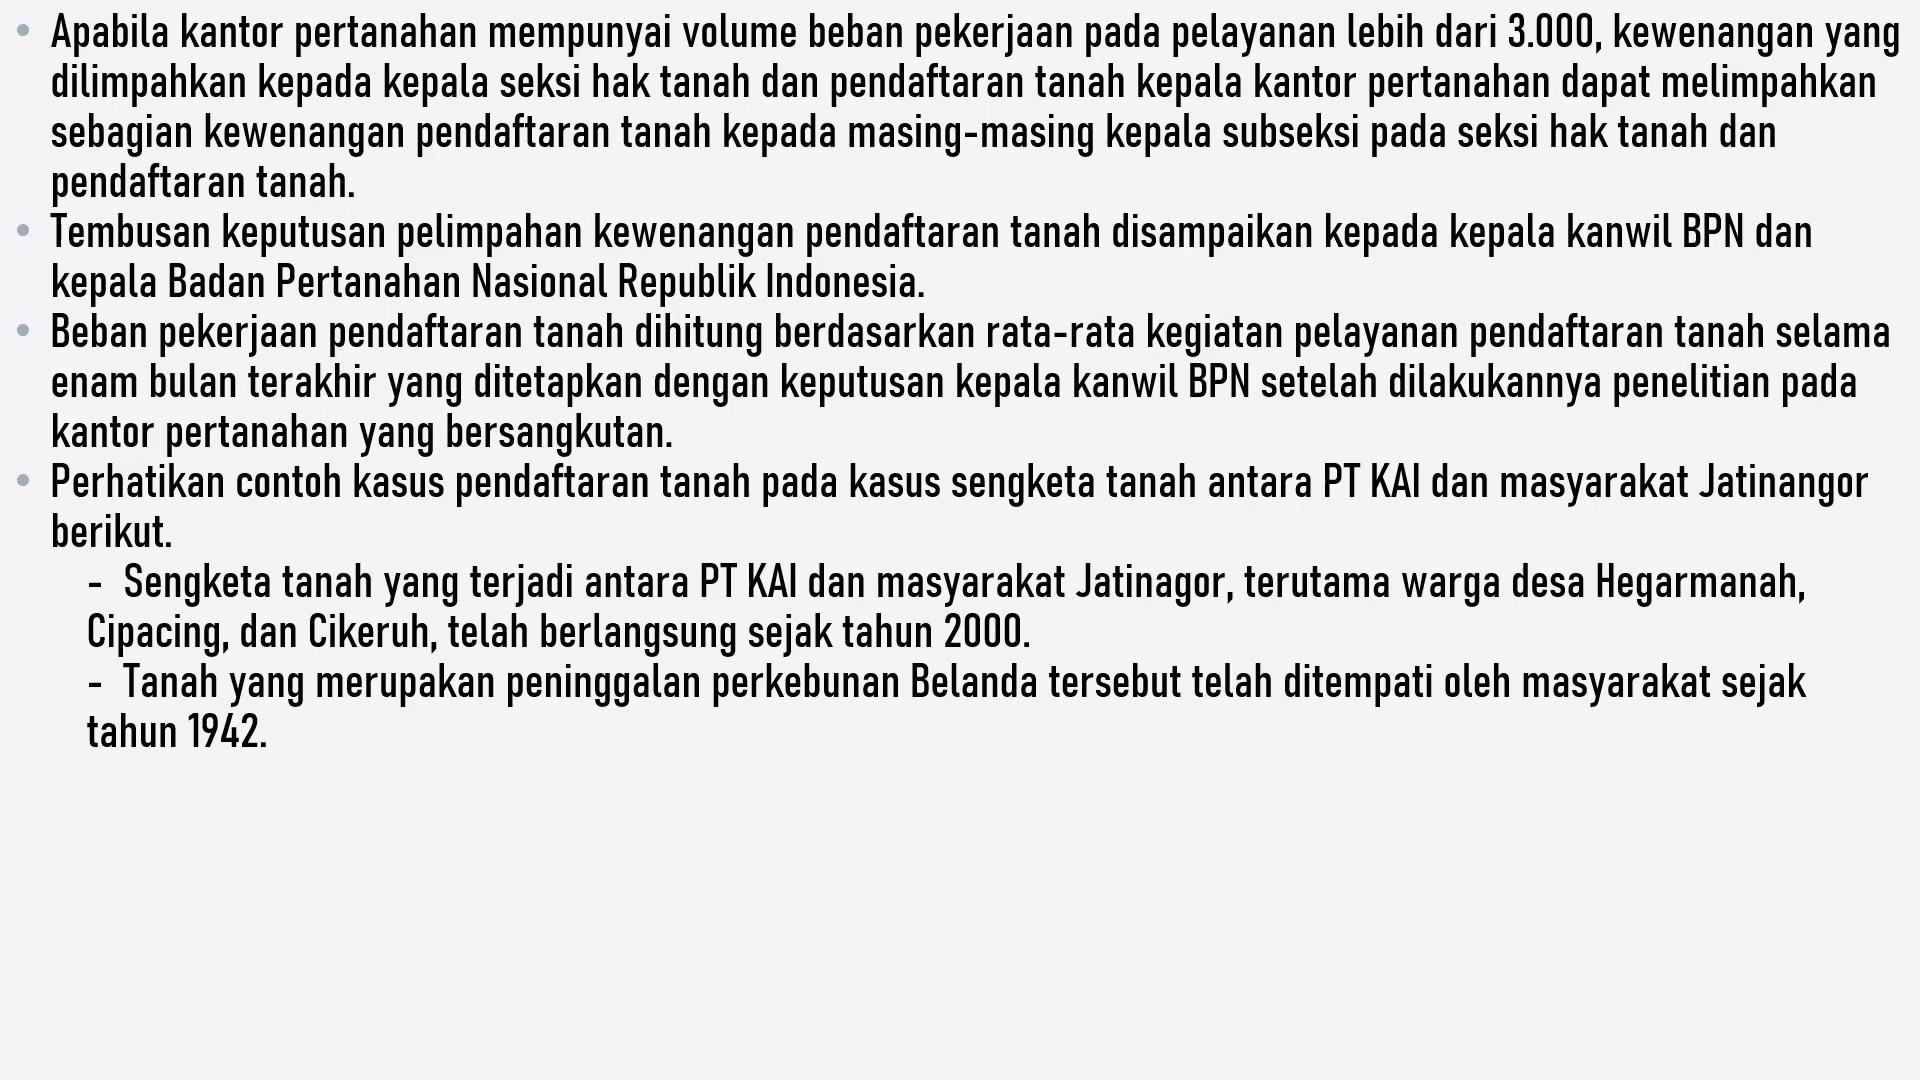 • Apabila kantor pertanahan mempunyai volume beban pekerjaan pada pelayanan lebih dari 3.000, kewenangan yang
dilimpahkan kepada kepala seksi hak tanah dan pendaftaran tanah kepala kantor pertanahan dapat melimpahkan
sebagian kewenangan pendaftaran tanah kepada masing-masing kepala subseksi pada seksi hak tanah dan
pendaftaran tanah.
• Tembusan keputusan pelimpahan kewenangan pendaftaran tanah disampaikan kepada kepala kanwil BPN dan
kepala Badan Pertanahan Nasional Republik Indonesia.
• Beban pekerjaan pendaftaran tanah dihitung berdasarkan rata-rata kegiatan pelayanan pendaftaran tanah selama
enam bulan terakhir yang ditetapkan dengan keputusan kepala kanwil BPN setelah dilakukannya penelitian pada
kantor pertanahan yang bersangkutan.
• Perhatikan contoh kasus pendaftaran tanah pada kasus sengketa tanah antara PT KAI dan masyarakat Jatinangor
berikut.
- Sengketa tanah yang terjadi antara PT KAI dan masyarakat Jatinagor, terutama warga desa Hegarmanah,
Cipacing, dan Cikeruh, telah berlangsung sejak tahun 2000.
- Tanah yang merupakan peninggalan perkebunan Belanda tersebut telah ditempati oleh masyarakat sejak
tahun 1942.